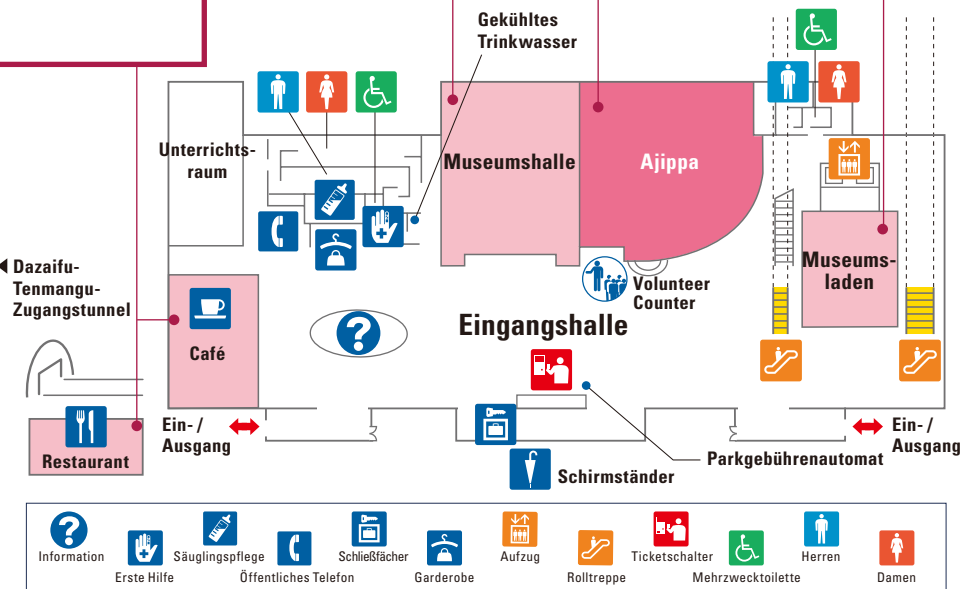 Gekühltes
Trinkwasser
Unterrichts-
raum
Museumshalle
Ajippa
Museums-
laden
Dazaifu-
Tenmangu-
Zugangstunnel
Volunteer
Counter
Eingangshalle
Café
?
Restaurant
Ein- /
Ausgang
Schirmständer
Parkgebührenautomat
Ein- /
Ausgang
?
Information
Erste Hilfe
Säuglingspflege
Öffentliches Telefon
Schließfächer
Garderobe
Aufzug
Rolltreppe
Ticketschalter
Mehrzwecktoilette
Herren
Damen